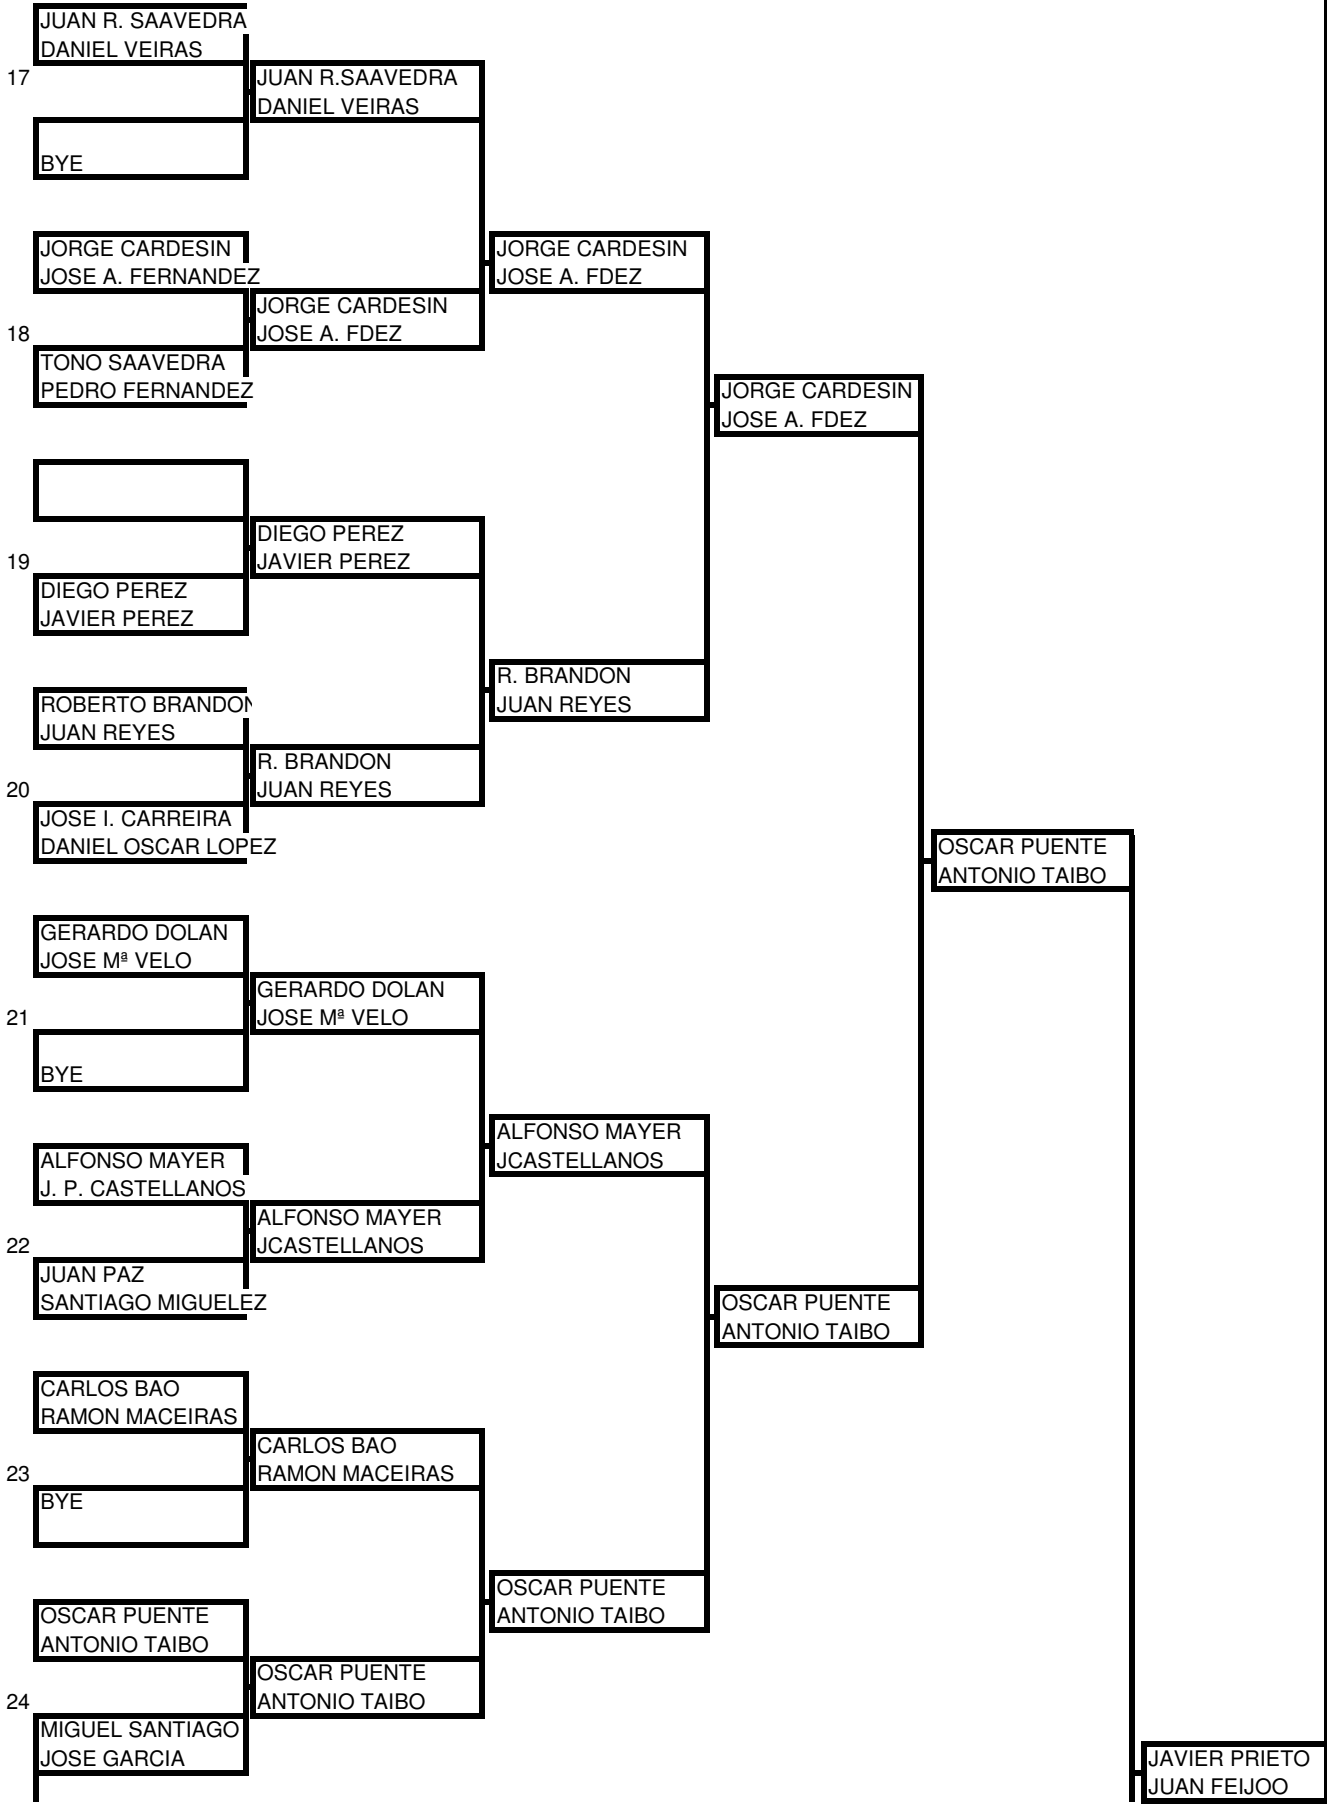 JUAN R. SAAVEDRA
DANIEL VEIRAS
17
JUAN R.SAAVEDRA
DANIEL VEIRAS
BYE
JORGE CARDESIN
JOSE A. FERNANDEZ
JORGE CARDESIN
JOSE A. FDEZ
JORGE CARDESIN
JOSE A. FDEZ
18
TONO SAAVEDRA
PEDRO FERNANDEZ
JORGE CARDESIN
JOSE A. FDEZ
DIEGO PEREZ
JAVIER PEREZ
19
DIEGO PEREZ
JAVIER PEREZ
R. BRANDON
JUAN REYES
ROBERTO BRANDON
JUAN REYES
R. BRANDON
JUAN REYES
20
JOSE I. CARREIRA
DANIEL OSCAR LOPEZ
OSCAR PUENTE
ANTONIO TAIBO
GERARDO DOLAN
JOSE Mª VELO
GERARDO DOLAN
JOSE Mª VELO
21
BYE
ALFONSO MAYER
JCASTELLANOS
ALFONSO MAYER
J. P. CASTELLANOS
ALFONSO MAYER
JCASTELLANOS
22
JUAN PAZ
SANTIAGO MIGUELEZ
OSCAR PUENTE
ANTONIO TAIBO
CARLOS BAO
RAMON MACEIRAS
CARLOS BAO
RAMON MACEIRAS
23
BYE
OSCAR PUENTE
ANTONIO TAIBO
OSCAR PUENTE
ANTONIO TAIBO
OSCAR PUENTE
ANTONIO TAIBO
24
MIGUEL SANTIAGO
JOSE GARCIA
JAVIER PRIETO
JUAN FEIJOO